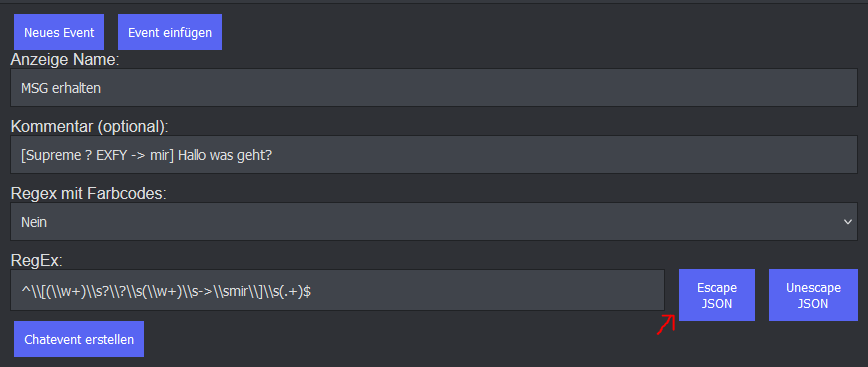 Neues Event Event einfügen
Anzeige Name:
MSG erhalten
Kommentar (optional):
[Supreme ? EXFY -> mir] Hallo was geht?
Regex mit Farbcodes:
Nein
RegEx:
^\\[(\\w+)\\s?\\?\\s(\\w+)\\s->\\smir\\]\\s(.+)$
Escape JSON
Unescape JSON
Chatevent erstellen